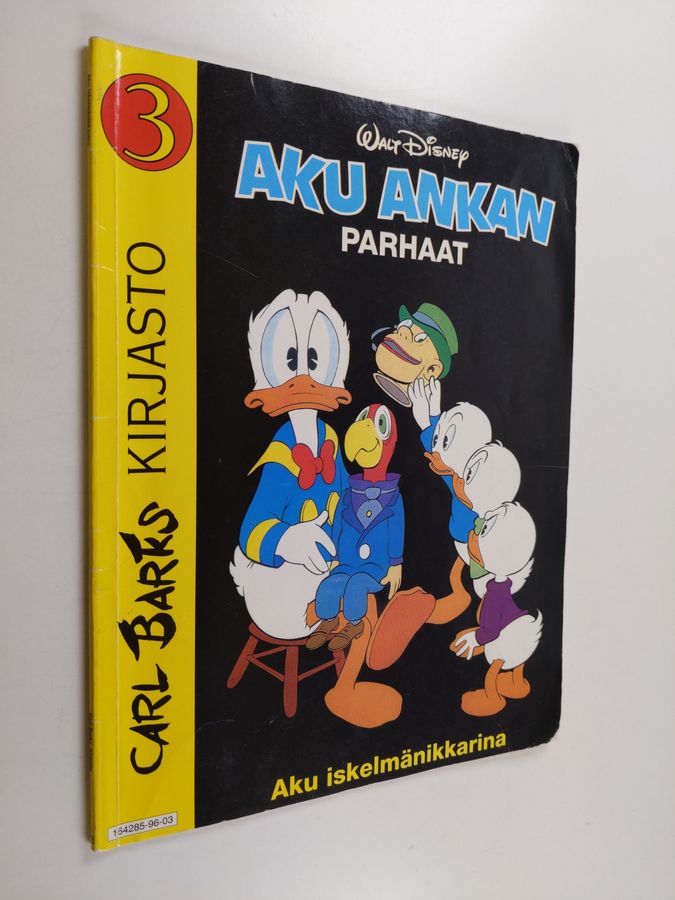 3
CARL BARKS KIRJASTO
164285-96-03
WALT DISNEY
AKU ANKAN
PARHAAT
Aku iskelmänikkarina